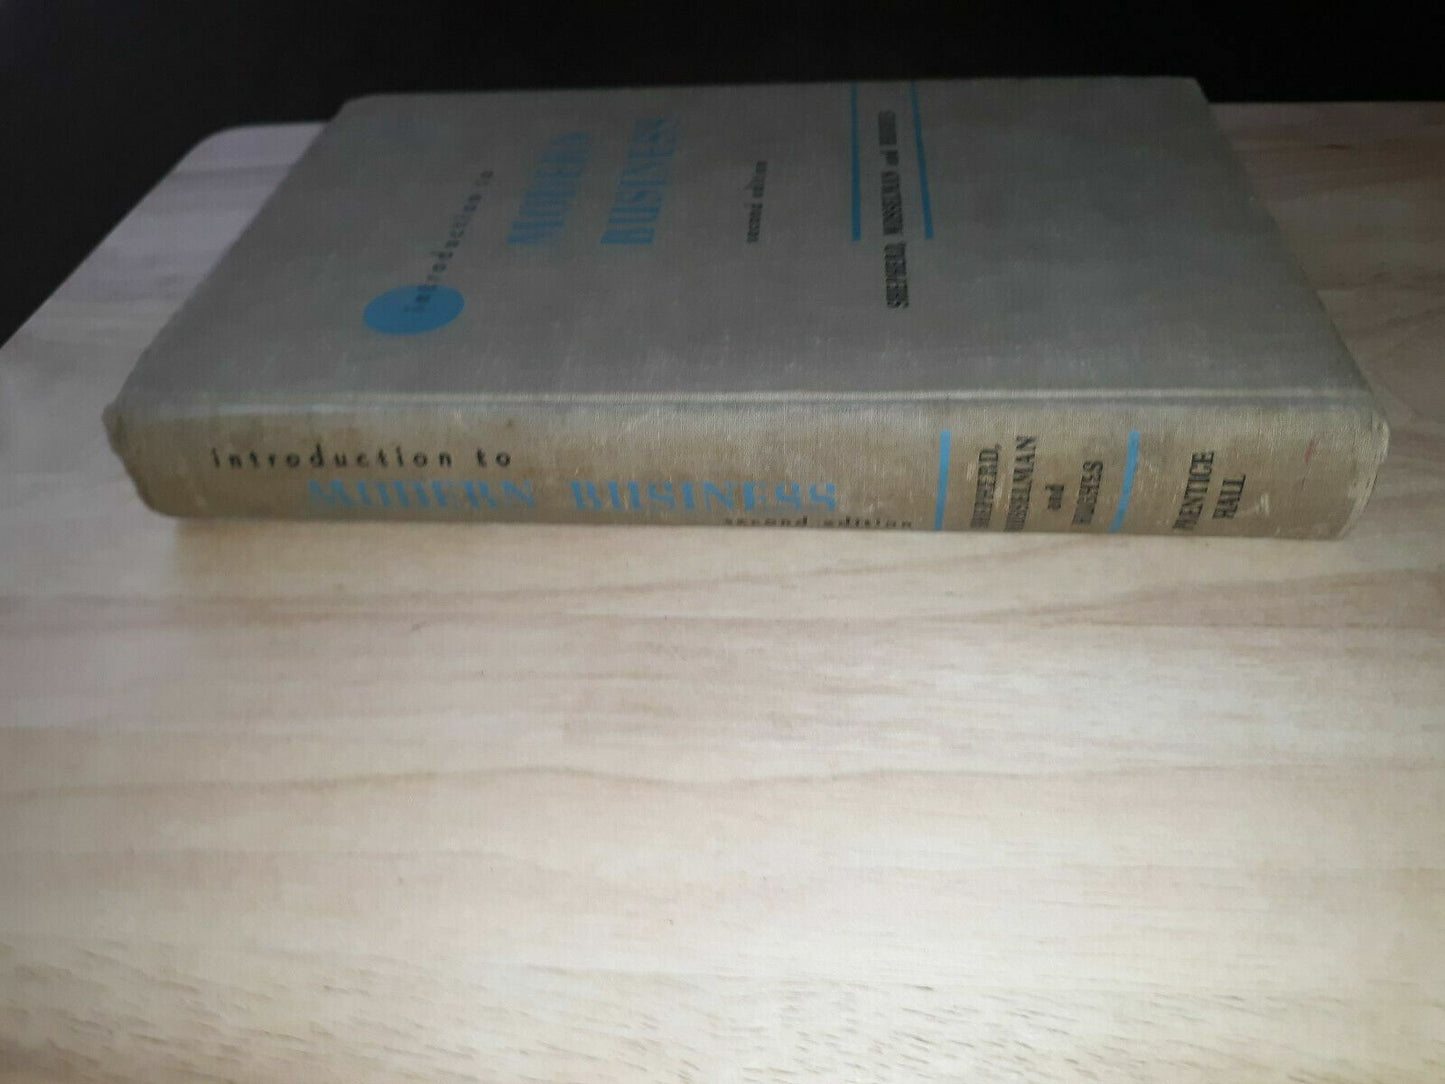 introduction to
MODERN
BUSINESS
second edition
SHEPHERD, MUSSELMAN and HUGHES
introduction to
MODERN BUSINESS
second edition
SHEPHERD,
MUSSELMAN
and
HUGHES
PRENTICE
HALL